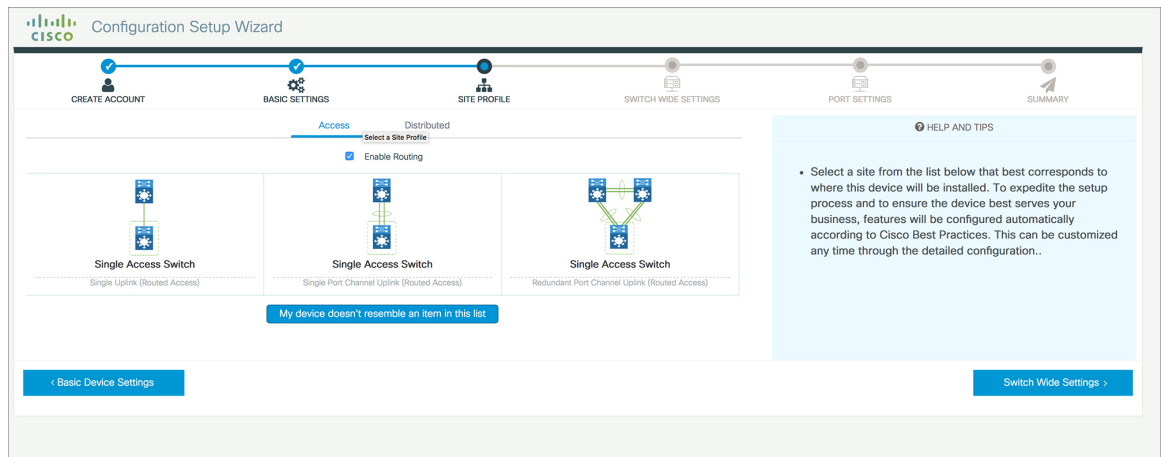 CISCO
Configuration Setup Wizard
CREATE ACCOUNT
BASIC SETTINGS
SITE PROFILE
SWITCH WIDE SETTINGS
PORT SETTINGS
SUMMARY
Access
Distributed
Select a Site Profile
Enable Routing
Single Access Switch
Single Uplink (Routed Access)
Single Access Switch
Single Port Channel Uplink (Routed Access)
Single Access Switch
Redundant Port Channel Uplink (Routed Access)
My device doesn't resemble an item in this list
HELP AND TIPS
• Select a site from the list below that best corresponds to
where this device will be installed. To expedite the setup
process and to ensure the device best serves your
business, features will be configured automatically
according to Cisco Best Practices. This can be customized
any time through the detailed configuration..
‹ Basic Device Settings
Switch Wide Settings ›